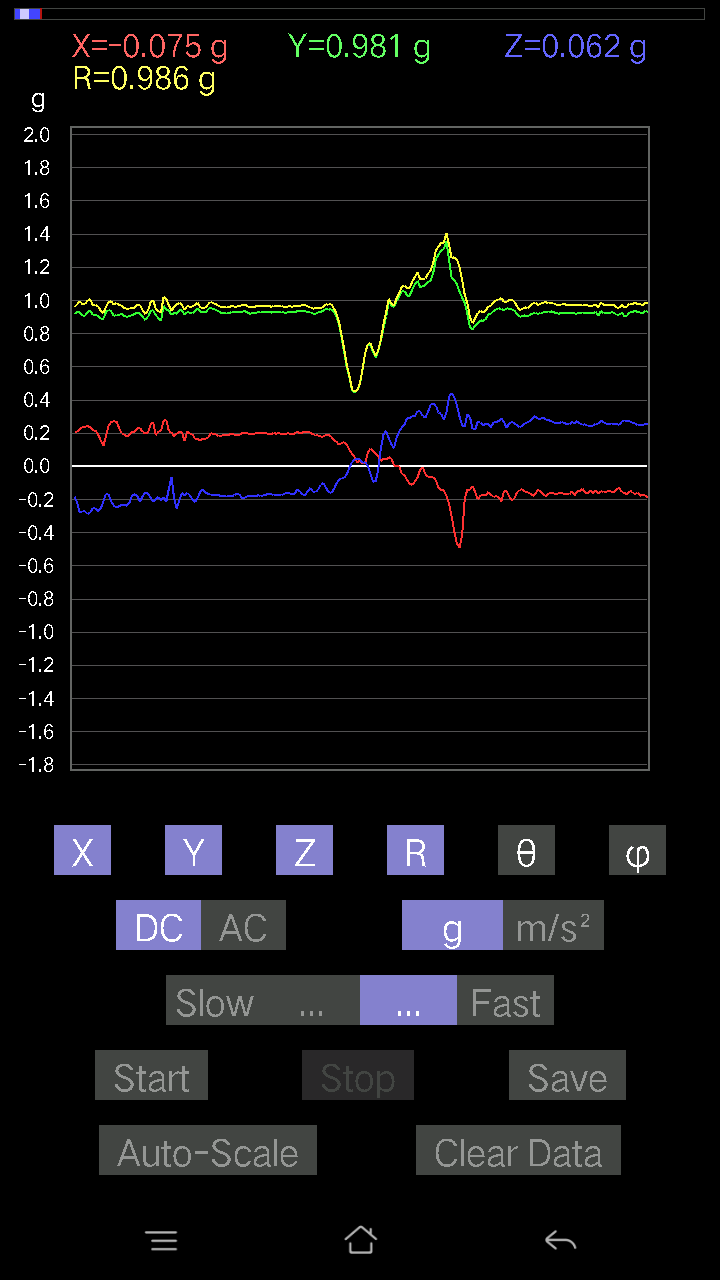 X=-0.075 g Y=0.981 g Z=0.062 g
R=0.986 g
g
2.0
1.8
1.6
1.4
1.2
1.0
0.8
0.6
0.4
0.2
0.0
-0.2
-0.4
-0.6
-0.8
-1.0
-1.2
-1.4
-1.6
-1.8
X Y Z R θ φ
DC AC g m/s²
Slow ... ... Fast
Start Stop Save
Auto-Scale Clear Data